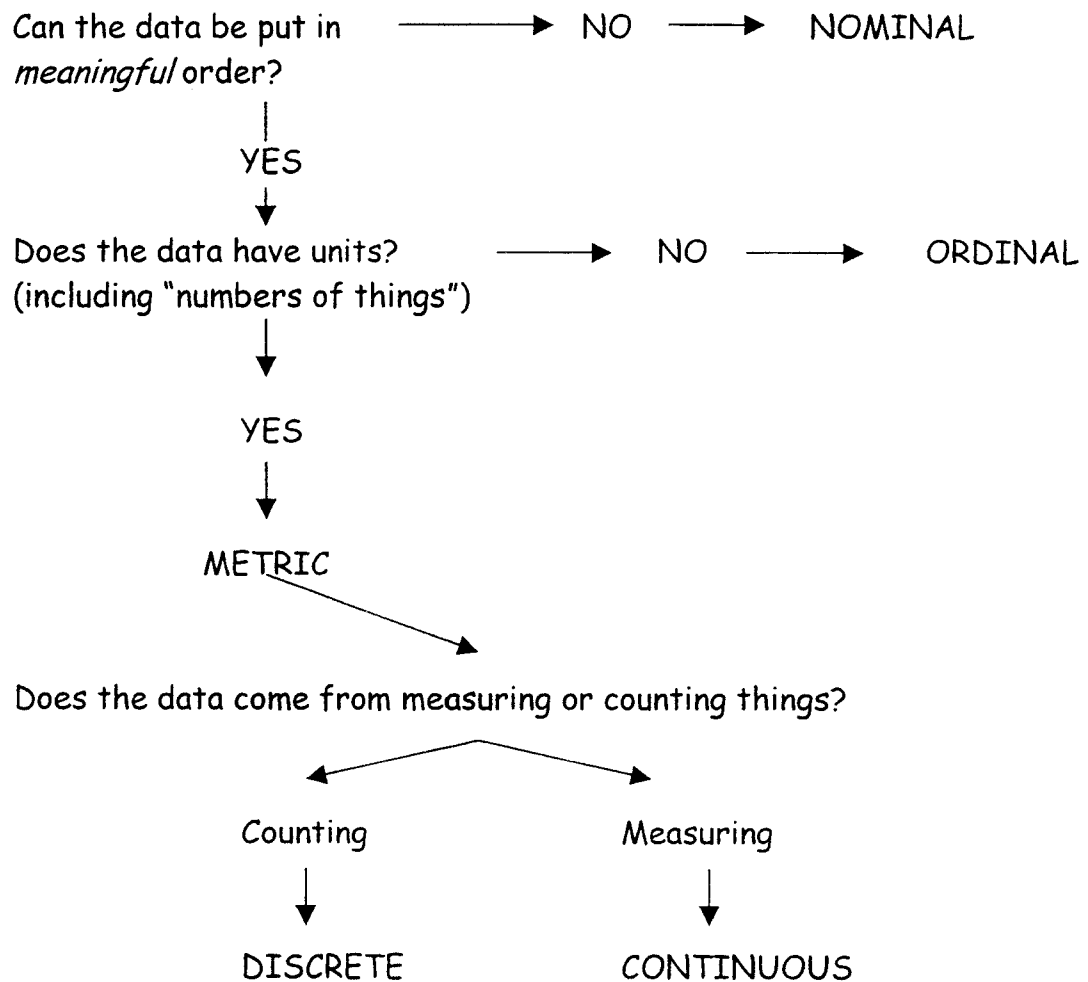 Can the data be put in NO NOMINAL
meaningful order?
YES
Does the data have units? NO ORDINAL
(including “numbers of things”)
YES
METRIC
Does the data come from measuring or counting things?
Counting Measuring
DISCRETE CONTINUOUS